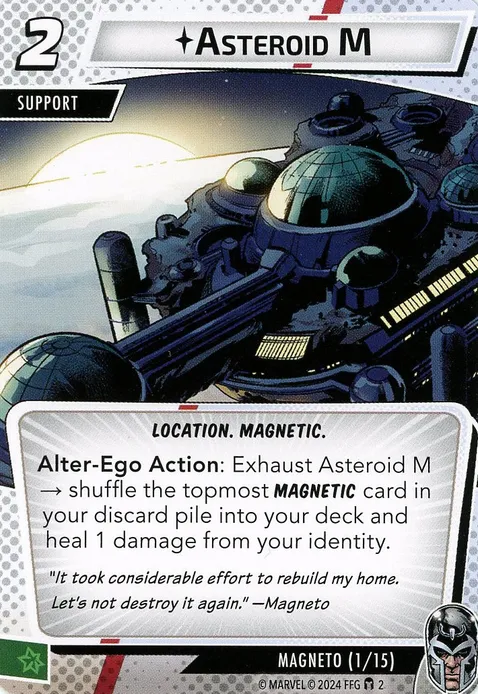 2
Asteroid M
SUPPORT
LOCATION. MAGNETIC.
Alter-Ego Action: Exhaust Asteroid M
→ shuffle the topmost MAGNETIC card in
your discard pile into your deck and
heal 1 damage from your identity.
"It took considerable effort to rebuild my home.
Let's not destroy it again." —Magneto
MAGNETO (1/15)
© MARVEL © 2024 FFG 2